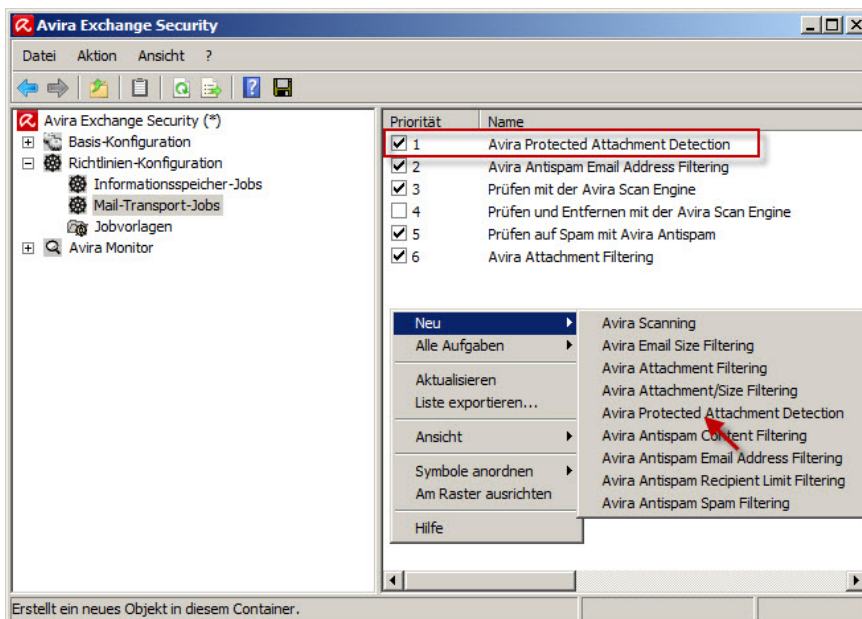 Avira Exchange Security
Datei Aktion Ansicht ?
Avira Exchange Security (*)
Basis-Konfiguration
Richtlinien-Konfiguration
Informationsspeicher-Jobs
Mail-Transport-Jobs
Jobvorlagen
Avira Monitor
Priorität Name
1 Avira Protected Attachment Detection
2 Avira Antispam Email Address Filtering
3 Prüfen mit der Avira Scan Engine
4 Prüfen und Entfernen mit der Avira Scan Engine
5 Prüfen auf Spam mit Avira Antispam
6 Avira Attachment Filtering
Neu
Alle Aufgaben
Aktualisieren
Liste exportieren...
Ansicht
Symbole anordnen
Am Raster ausrichten
Hilfe
Avira Scanning
Avira Email Size Filtering
Avira Attachment Filtering
Avira Attachment/Size Filtering
Avira Protected Attachment Detection
Avira Antispam Content Filtering
Avira Antispam Email Address Filtering
Avira Antispam Recipient Limit Filtering
Avira Antispam Spam Filtering
Erstellt ein neues Objekt in diesem Container.